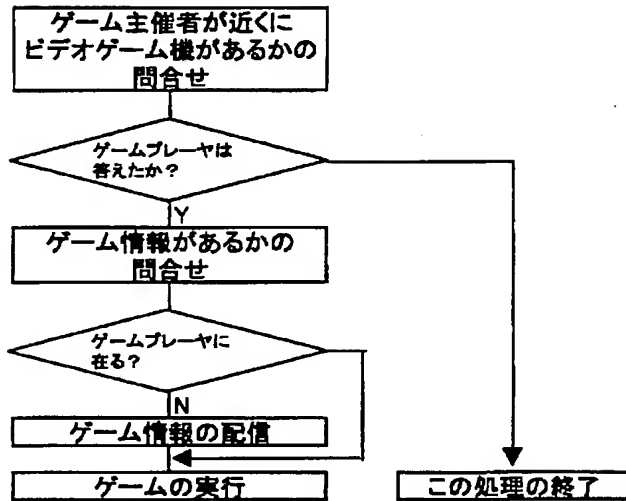 ゲーム主催者が近くに
ビデオゲーム機があるかの
問合せ
ゲームプレーヤは
答えたか？
Y
ゲーム情報があるかの
問合せ
ゲームプレーヤに
在る？
N
ゲーム情報の配信
ゲームの実行
この処理の終了